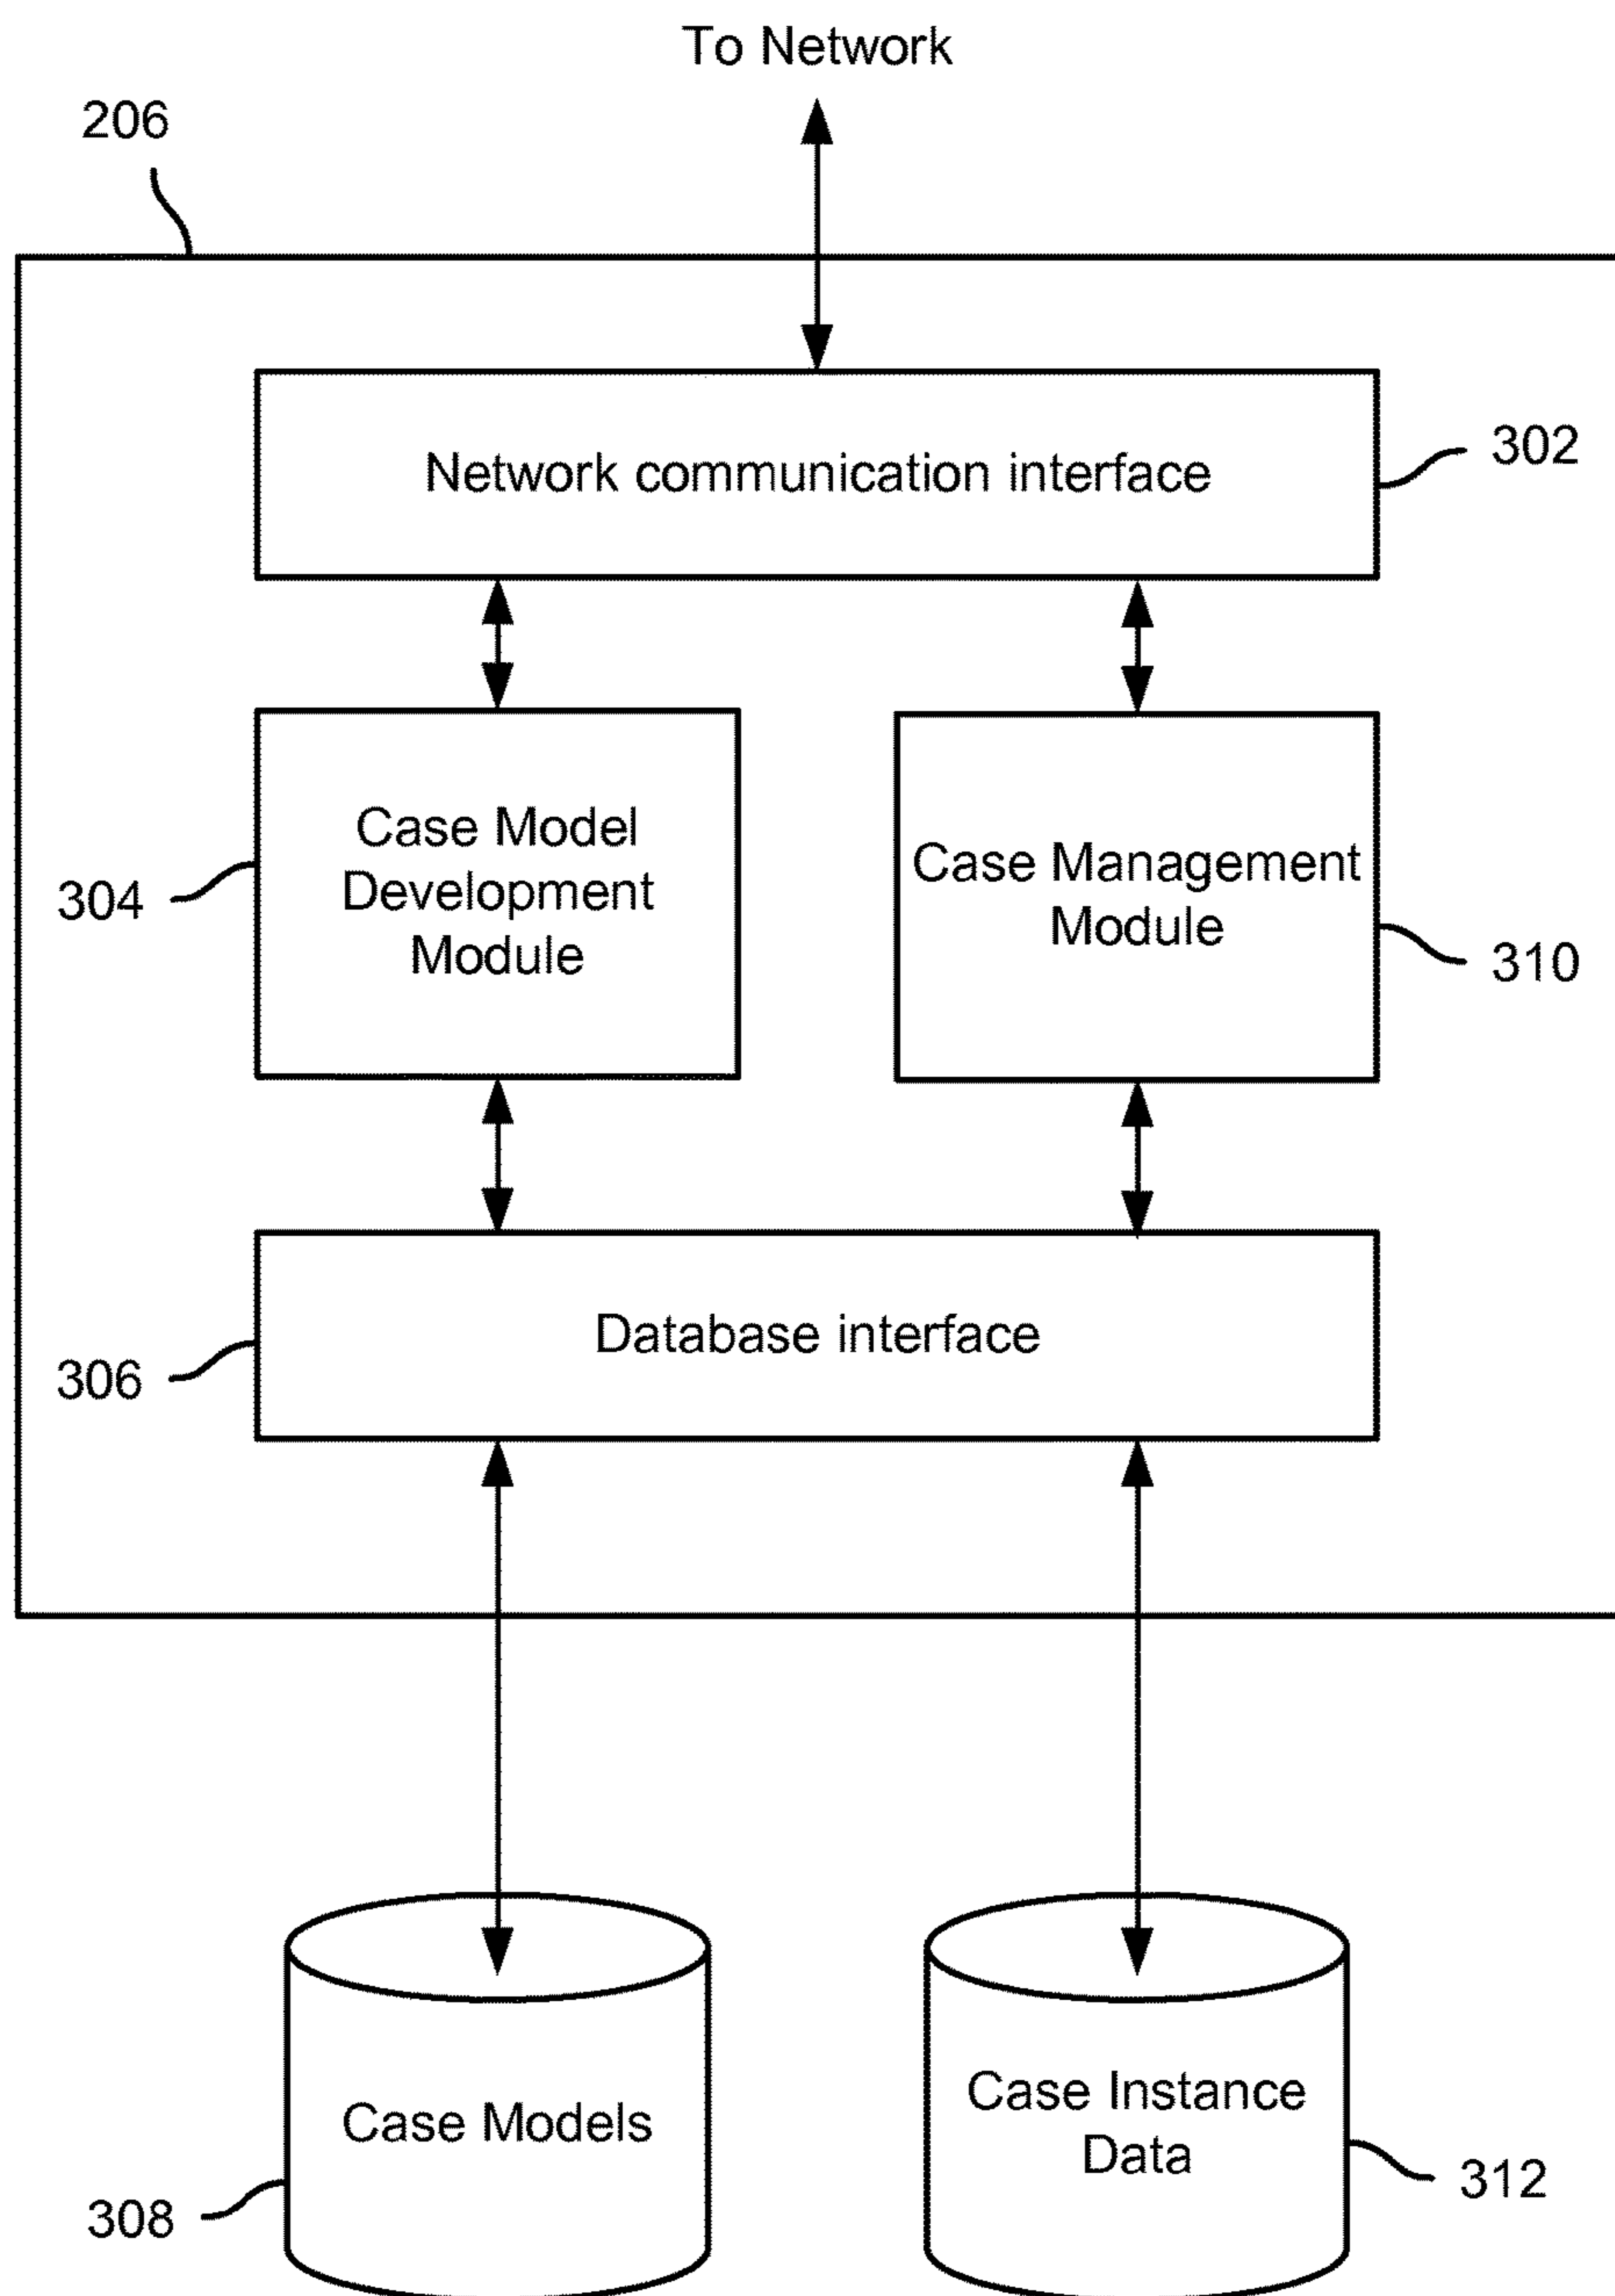 To Network
206
Network communication interface
302
Case Model
Development
Module
304
Case Management
Module
310
Database interface
306
Case Models
308
Case Instance
Data
312